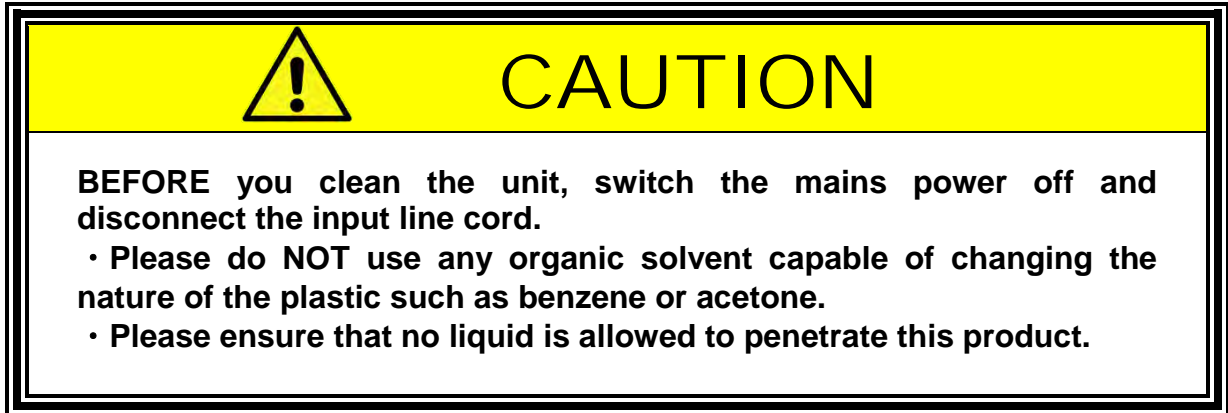 CAUTION
BEFORE you clean the unit, switch the mains power off and
disconnect the input line cord.
・Please do NOT use any organic solvent capable of changing the
nature of the plastic such as benzene or acetone.
・Please ensure that no liquid is allowed to penetrate this product.